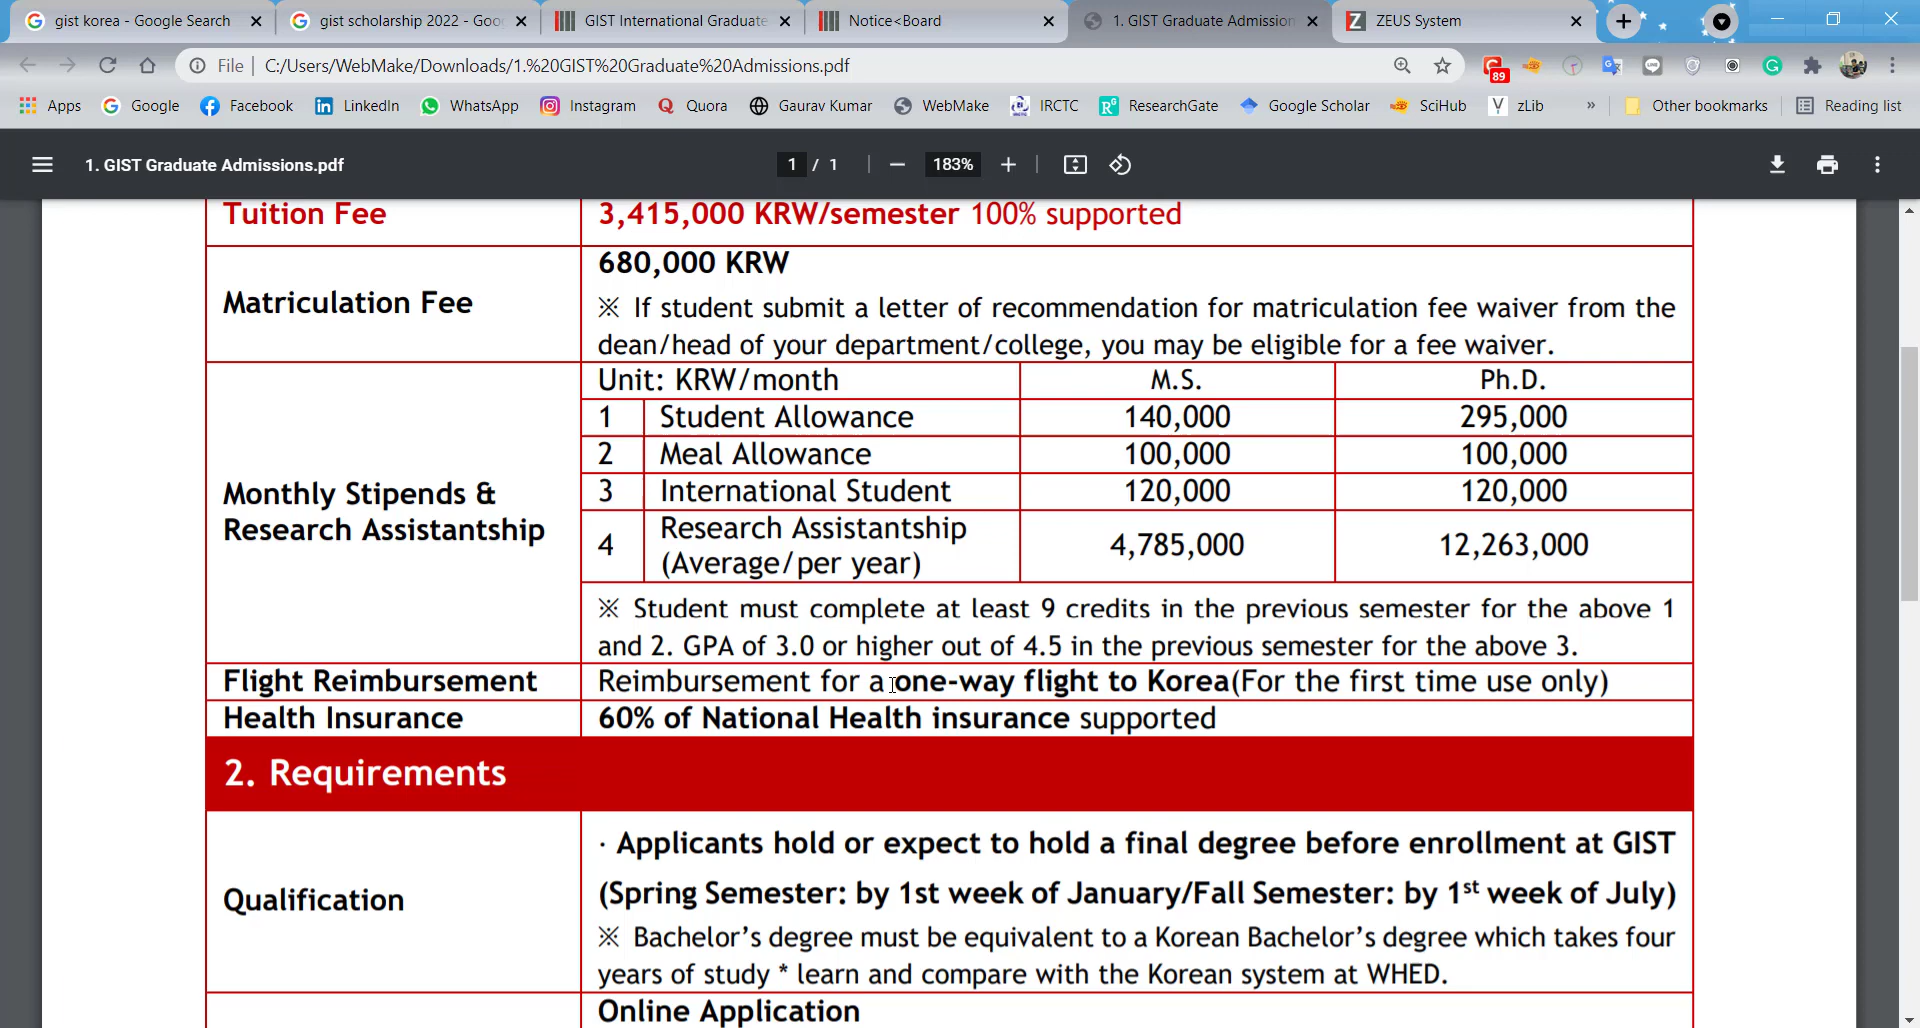 gist korea - Google Search
gist scholarship 2022 - Goo
GIST International Graduate
Notice<Board
1. GIST Graduate Admission
ZEUS System
File
C:/Users/WebMake/Downloads/1.%20GIST%20Graduate%20Admissions.pdf
89
Apps
Google
Facebook
LinkedIn
WhatsApp
Instagram
Quora
Gaurav Kumar
WebMake
IRCTC
ResearchGate
Google Scholar
SciHub
zLib
»
Other bookmarks
Reading list
1. GIST Graduate Admissions.pdf
1 / 1
183%
Tuition Fee
3,415,000 KRW/semester 100% supported
Matriculation Fee
680,000 KRW
※ If student submit a letter of recommendation for matriculation fee waiver from the
dean/head of your department/college, you may be eligible for a fee waiver.
Monthly Stipends &
Research Assistantship
Unit: KRW/month M.S. Ph.D.
1 Student Allowance 140,000 295,000
2 Meal Allowance 100,000 100,000
3 International Student 120,000 120,000
4 Research Assistantship
(Average/per year) 4,785,000 12,263,000
※ Student must complete at least 9 credits in the previous semester for the above 1
and 2. GPA of 3.0 or higher out of 4.5 in the previous semester for the above 3.
Flight Reimbursement
Reimbursement for a one-way flight to Korea(For the first time use only)
Health Insurance
60% of National Health insurance supported
2. Requirements
Qualification
· Applicants hold or expect to hold a final degree before enrollment at GIST
(Spring Semester: by 1st week of January/Fall Semester: by 1st week of July)
※ Bachelor's degree must be equivalent to a Korean Bachelor's degree which takes four
years of study * learn and compare with the Korean system at WHED.
Online Application